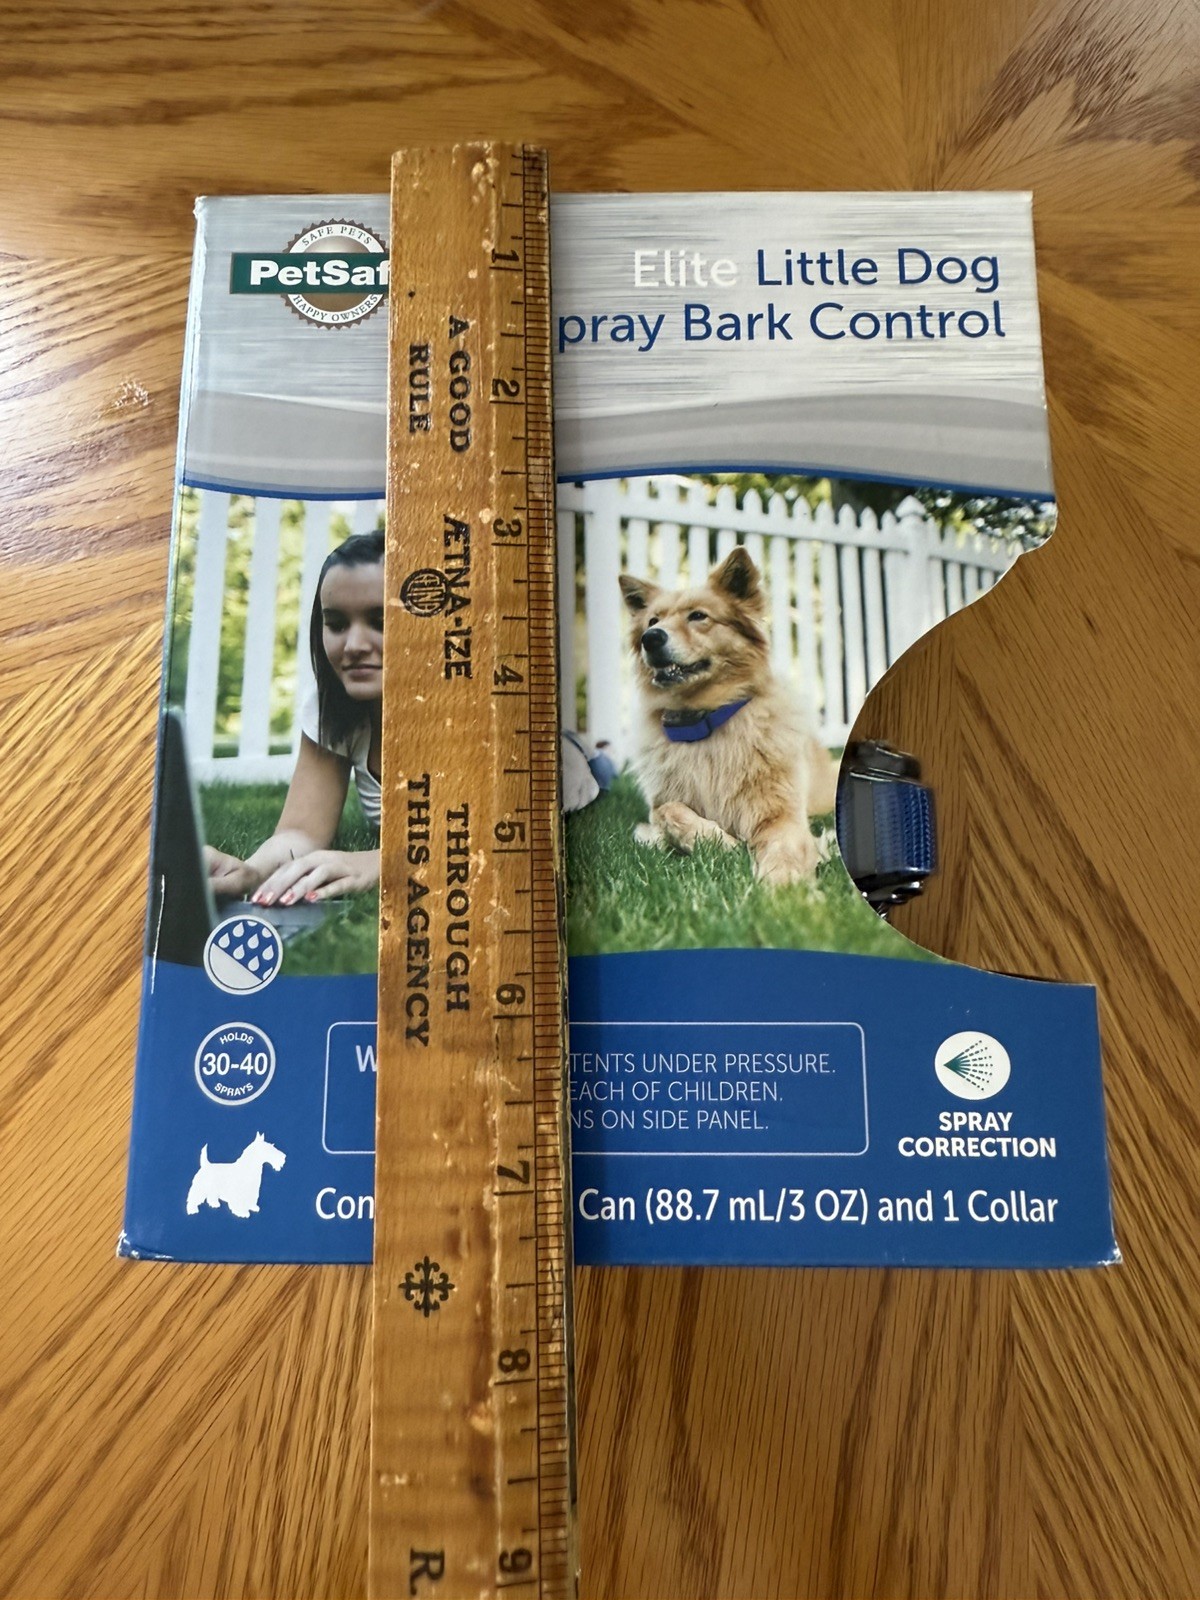 SAFE PETS
PetSaf
HAPPY OWNERS
Elite Little Dog
pray Bark Control
1
2
3
4
5
6
7
8
9
A GOOD
RULE
ÆTNA-IZE
THROUGH
THIS AGENCY
R.
HOLDS
30-40
SPRAYS
W
TENTS UNDER PRESSURE.
EACH OF CHILDREN.
NS ON SIDE PANEL.
SPRAY
CORRECTION
Con Can (88.7 mL/3 OZ) and 1 Collar